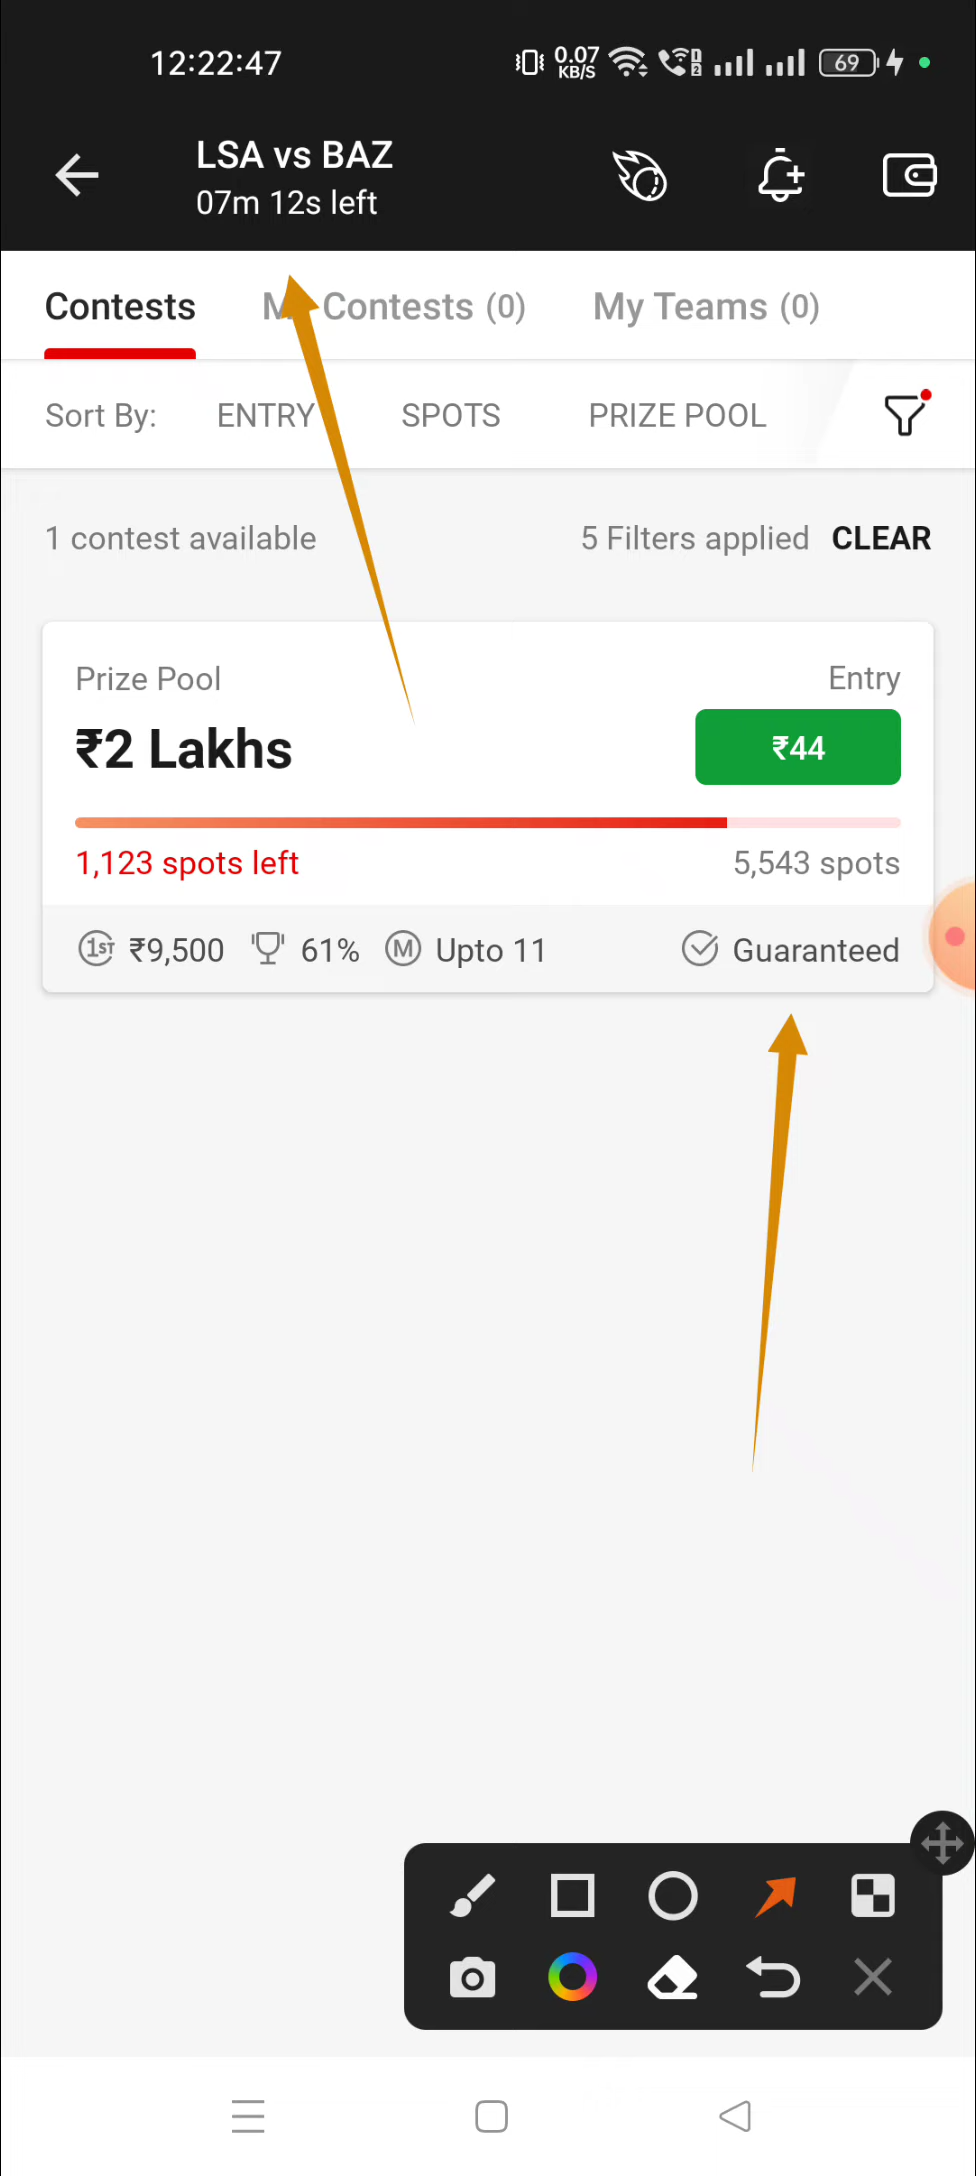 12:22:47
0.07 KB/S
1
2
69
LSA vs BAZ
07m 12s left
Contests
Contests (0)
My Teams (0)
Sort By:
ENTRY
SPOTS
PRIZE POOL
1 contest available
5 Filters applied
CLEAR
Prize Pool
Entry
₹2 Lakhs
₹44
1,123 spots left
5,543 spots
1ST ₹9,500
61%
M Upto 11
Guaranteed